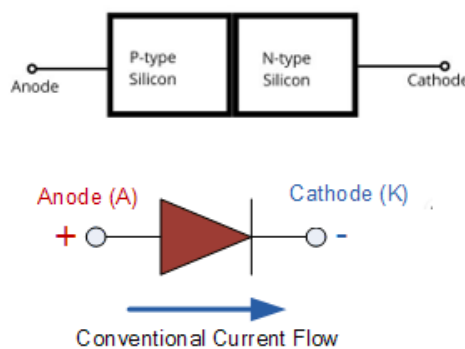 P-type
Silicon
N-type
Silicon
Anode
Cathode
Anode (A)
Cathode (K)
+
-
Conventional Current Flow